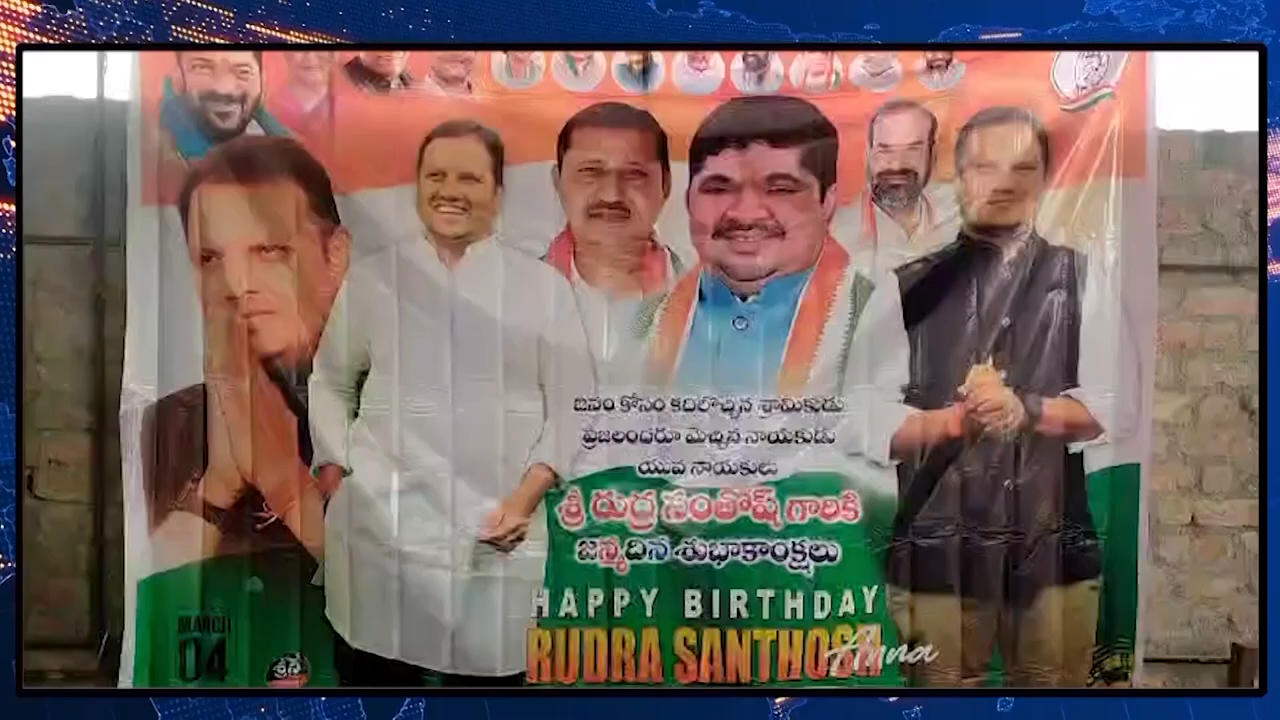 జనం కోసం కదిలొచ్చిన శ్రామికుడు
ప్రజలందరూ మెచ్చిన నాయకుడు
యువ నాయకులు
శ్రీ రుద్ర సంతోష్ గారికి
జన్మదిన శుభాకాంక్షలు
HAPPY BIRTHDAY
RUDRA SANTHOSH
Anna
MARCH
04